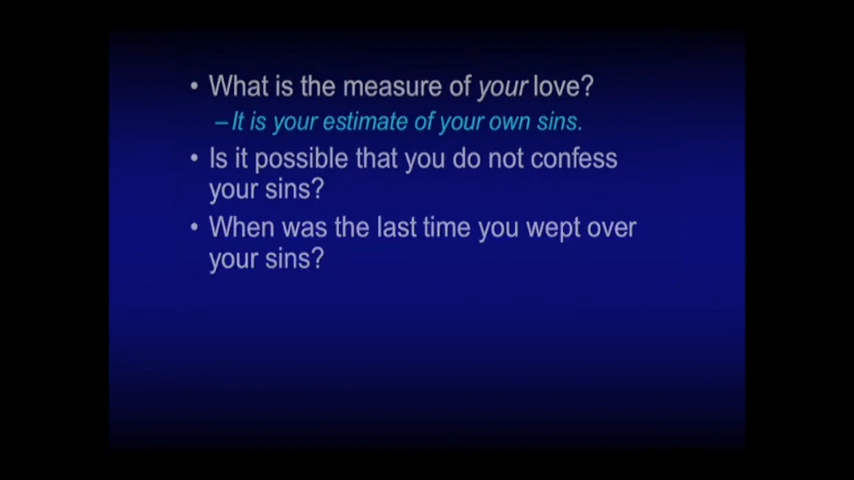 • What is the measure of your love?
–It is your estimate of your own sins.
• Is it possible that you do not confess
your sins?
• When was the last time you wept over
your sins?